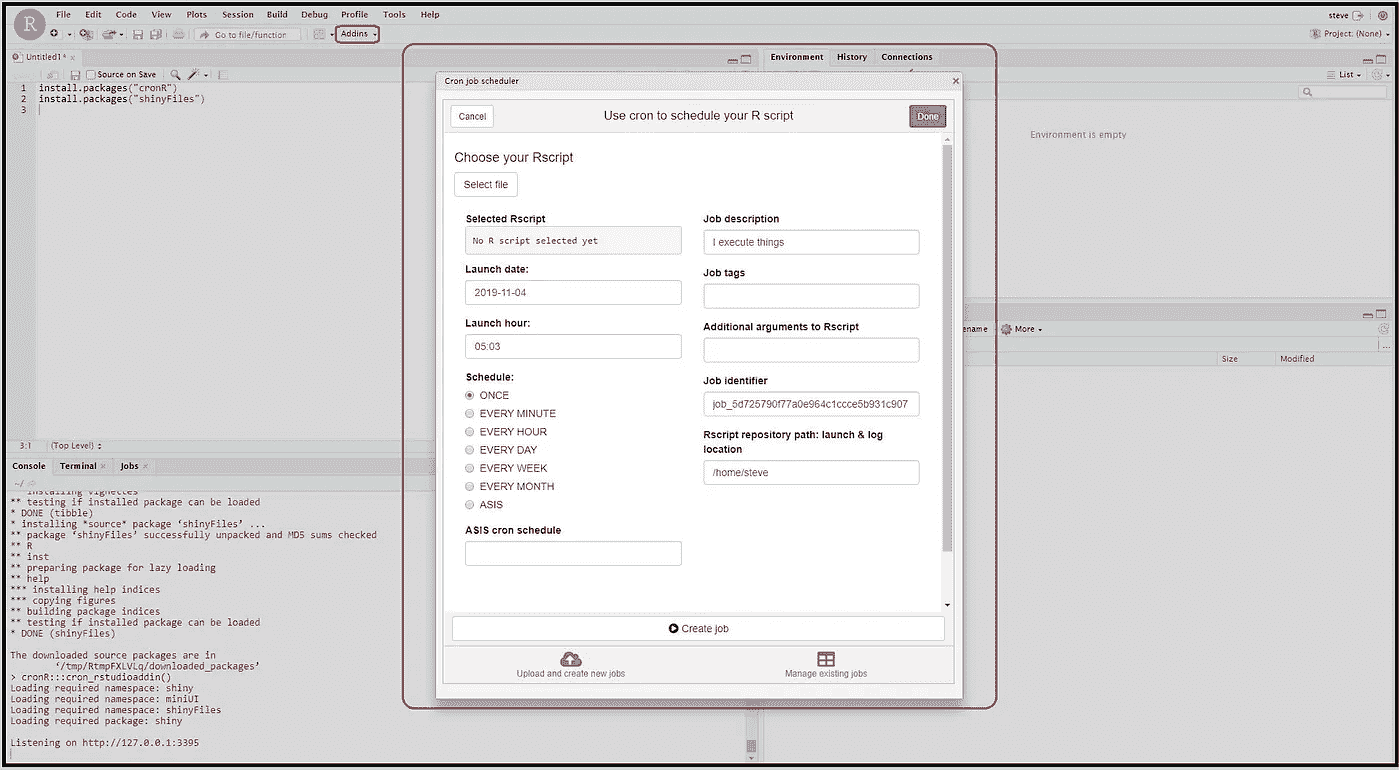 R
File Edit Code View Plots Session Build Debug Profile Tools Help
steve
Go to file/function
Addins
Project: (None)
Untitled1*
Source on Save
1 install.packages("cronR")
2 install.packages("shinyFiles")
3
3:1 (Top Level)
Console Terminal Jobs
~/
installing vignettes
** testing if installed package can be loaded
* DONE (tibble)
* installing *source* package ‘shinyFiles’ ...
** package ‘shinyFiles’ successfully unpacked and MD5 sums checked
** R
** inst
** preparing package for lazy loading
** help
*** installing help indices
*** copying figures
** building package indices
** testing if installed package can be loaded
* DONE (shinyFiles)
The downloaded source packages are in
‘/tmp/RtmpFXLVLq/downloaded_packages’
> cronR:::cron_rstudioaddin()
Loading required namespace: shiny
Loading required namespace: miniUI
Loading required namespace: shinyFiles
Loading required package: shiny
Listening on http://127.0.0.1:3395
Cron job scheduler
Cancel
Use cron to schedule your R script
Done
Choose your Rscript
Select file
Selected Rscript
No R script selected yet
Launch date:
2019-11-04
Launch hour:
05:03
Schedule:
ONCE
EVERY MINUTE
EVERY HOUR
EVERY DAY
EVERY WEEK
EVERY MONTH
ASIS
ASIS cron schedule
Job description
I execute things
Job tags
Additional arguments to Rscript
Job identifier
job_5d725790f77a0e964c1ccce5b931c907
Rscript repository path: launch & log
location
/home/steve
Create job
Upload and create new jobs
Manage existing jobs
Environment History Connections
List
Environment is empty
ename More
Size Modified